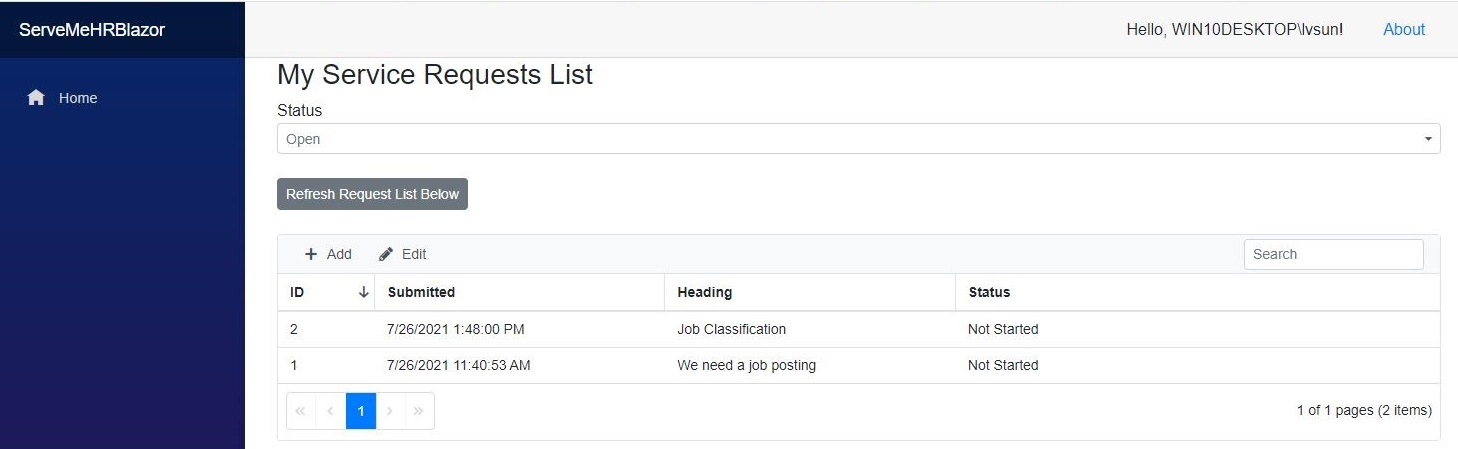 ServeMeHRBlazor
Hello, WIN10DESKTOP\lvsun! About
Home
My Service Requests List
Status
Open
Refresh Request List Below
Add Edit Search
ID Submitted Heading Status
2 7/26/2021 1:48:00 PM Job Classification Not Started
1 7/26/2021 11:40:53 AM We need a job posting Not Started
« ‹ 1 › » 1 of 1 pages (2 items)